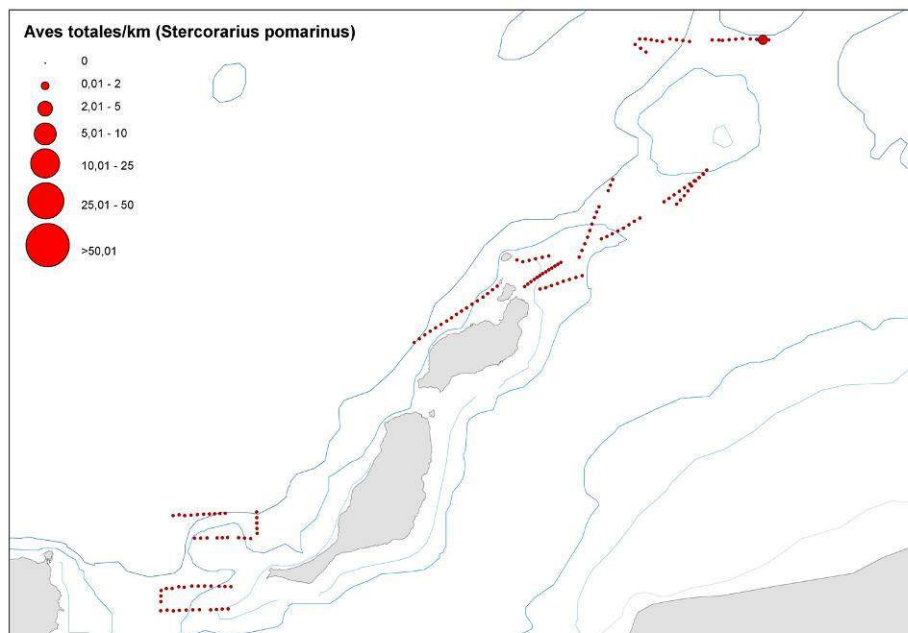 Aves totales/km (Stercorarius pomarinus)
0
0,01 - 2
2,01 - 5
5,01 - 10
10,01 - 25
25,01 - 50
>50,01